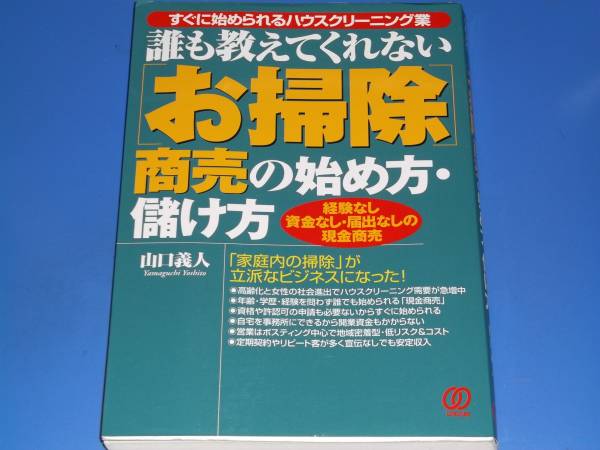 すぐに始められるハウスクリーニング業
誰も教えてくれない
[お掃除]
商売の始め方・
儲け方
経験なし
資金なし・届出なしの
現金商売
山口義人
Yamaguchi Yoshito
「家庭内の掃除」が
立派なビジネスになった!
●高齢化と女性の社会進出でハウスクリーニング需要が急増中
●年齢・学歴・経験を問わず誰でも始められる「現金商売」
●資格や許認可の申請も必要ないからすぐに始められる
●自宅を事務所にできるから開業資金もかからない
●営業はポスティング中心で地域密着型・低リスク&コスト
●定期契約やリピート客が多く宣伝なしでも安定収入